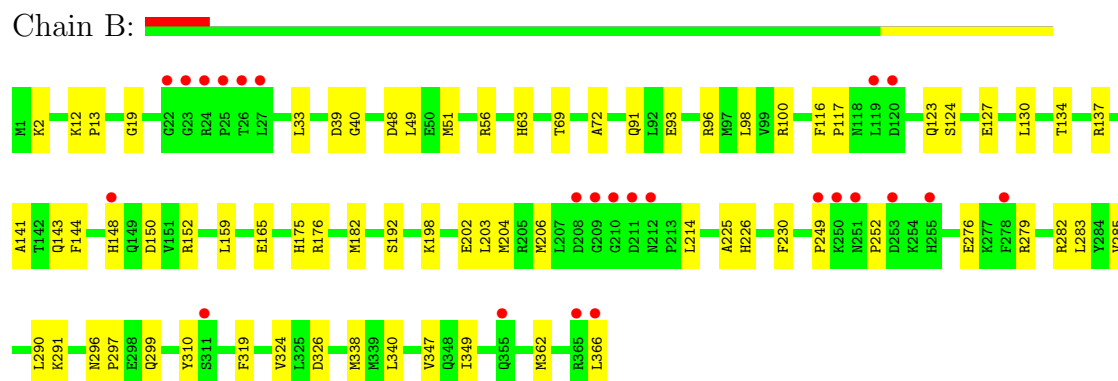 Chain B:
M1 K2 K12 P13 G19 G22 G23 R24 P25 T26 L27 L33 D39 G40 D48 L49 E50 M51 R56 H63 T69 A72 Q91 L92 E93 R96 M97 L98 V99 R100 F116 P117 N118 L119 D120 Q123 S124 E127 L130 T134 R137
A141 T142 Q143 F144 H148 Q149 D150 V151 R152 L159 E165 H175 R176 M182 S192 K198 E202 L203 M204 R205 M206 L207 D208 G209 G210 D211 N212 P213 L214 A225 H226 F230 P249 K250 N251 P252 D253 K254 H255 E276 K277 F278 R279 R282 L283 Y284 V285
L290 K291 N296 P297 E298 Q299 Y310 S311 F319 V324 L325 D326 M338 M339 L340 V347 Q348 I349 Q355 M362 R365 L366